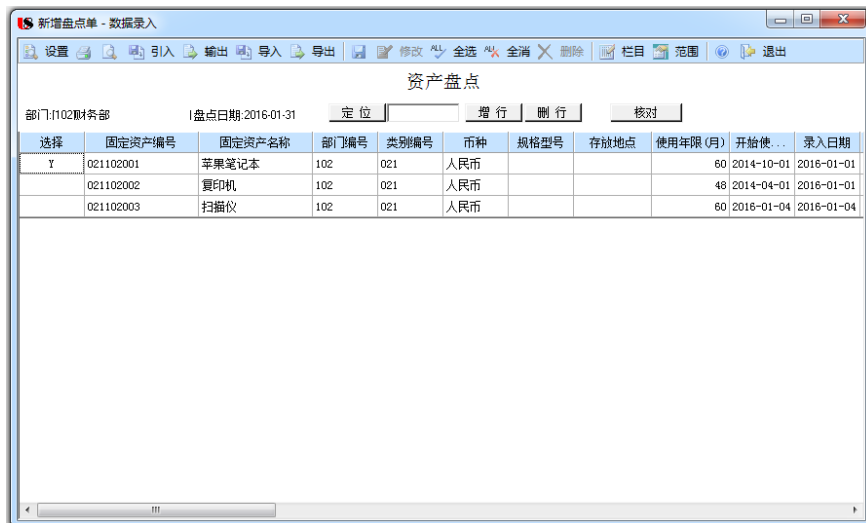 新增盘点单 - 数据录入
设置 引入 输出 导入 导出 修改 ALL 全选 ALL 全消 删除 栏目 范围 退出
资产盘点
部门:[102]财务部 盘点日期:2016-01-31 定位 增行 删行 核对
选择 固定资产编号 固定资产名称 部门编号 类别编号 币种 规格型号 存放地点 使用年限(月) 开始使... 录入日期
Y 021102001 苹果笔记本 102 021 人民币 60 2014-10-01 2016-01-01
021102002 复印机 102 021 人民币 48 2014-04-01 2016-01-01
021102003 扫描仪 102 021 人民币 60 2016-01-04 2016-01-04